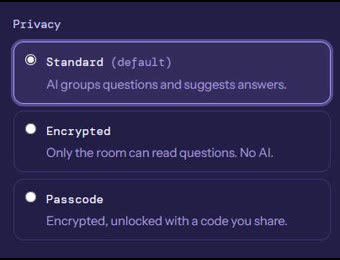 Privacy
Standard (default)
AI groups questions and suggests answers.
Encrypted
Only the room can read questions. No AI.
Passcode
Encrypted, unlocked with a code you share.